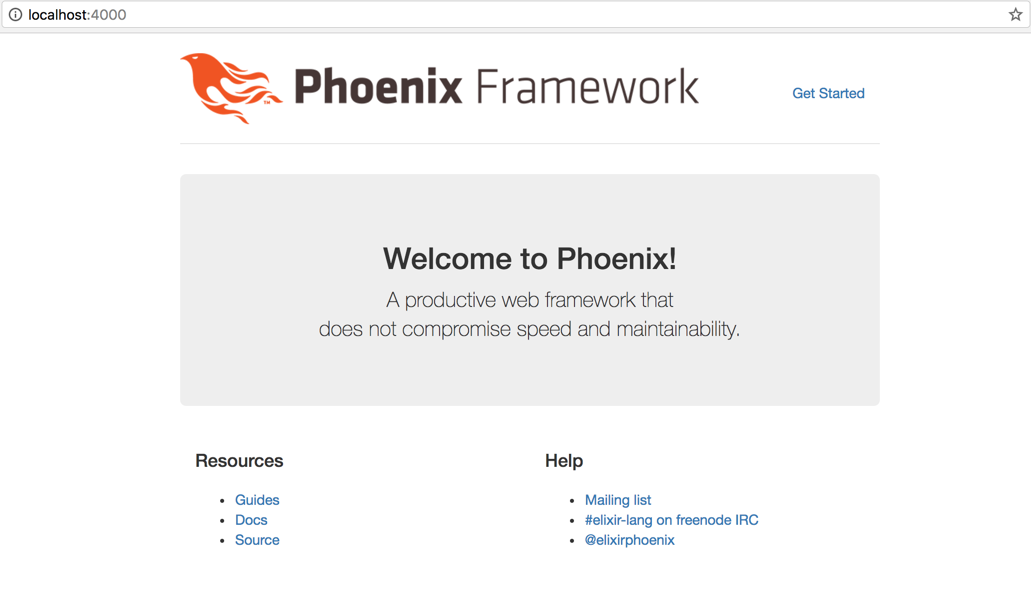 localhost:4000
Phoenix Framework
TM
Get Started
Welcome to Phoenix!
A productive web framework that
does not compromise speed and maintainability.
Resources
Guides
Docs
Source
Help
Mailing list
#elixir-lang on freenode IRC
@elixirphoenix